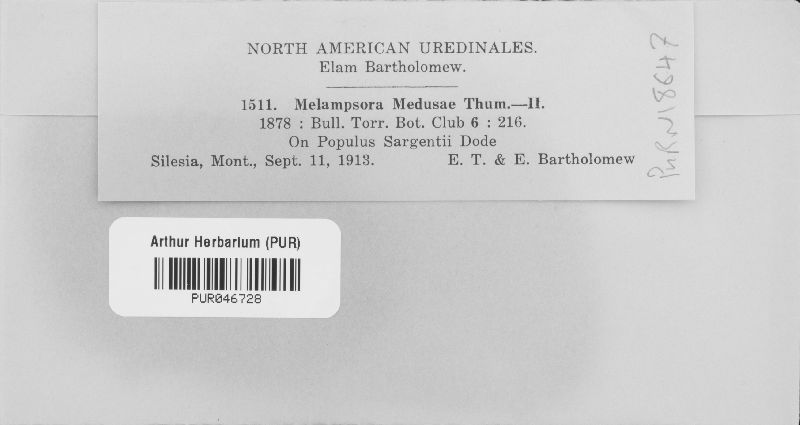 NORTH AMERICAN UREDINALES.
Elam Bartholomew.
1511. Melampsora Medusae Thum.—II.
1878 : Bull. Torr. Bot. Club 6 : 216.
On Populus Sargentii Dode
Silesia, Mont., Sept. 11, 1913. E. T. & E. Bartholomew
PURN18647
Arthur Herbarium (PUR)
PUR046728